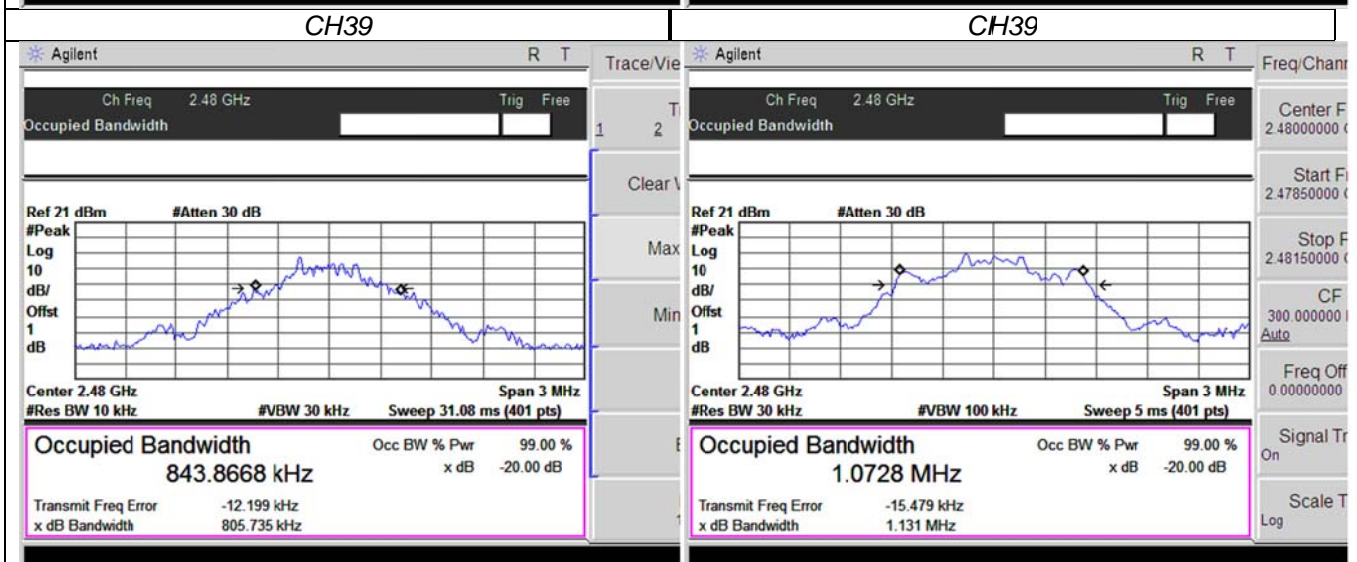 CH39
Agilent
R T
Trace/Vie
Ch Freq 2.48 GHz
Trig Free
Occupied Bandwidth
1 2
Clear
Ref 21 dBm #Atten 30 dB
#Peak
Log
10
dB/
Offst
1
dB
Max
Min
Center 2.48 GHz
Span 3 MHz
#Res BW 10 kHz #VBW 30 kHz Sweep 31.08 ms (401 pts)
Occupied Bandwidth
843.8668 kHz
Occ BW % Pwr 99.00 %
x dB -20.00 dB
Transmit Freq Error -12.199 kHz
x dB Bandwidth 805.735 kHz
CH39
Agilent
R T
Freq/Chann
Ch Freq 2.48 GHz
Trig Free
Occupied Bandwidth
Center F
2.48000000
Start Fr
2.47850000
Stop F
2.48150000
CF
300.000000
Auto
Freq Off
0.00000000
Signal Tr
On
Scale T
Log
Ref 21 dBm #Atten 30 dB
#Peak
Log
10
dB/
Offst
1
dB
Center 2.48 GHz
Span 3 MHz
#Res BW 30 kHz #VBW 100 kHz Sweep 5 ms (401 pts)
Occupied Bandwidth
1.0728 MHz
Occ BW % Pwr 99.00 %
x dB -20.00 dB
Transmit Freq Error -15.479 kHz
x dB Bandwidth 1.131 MHz